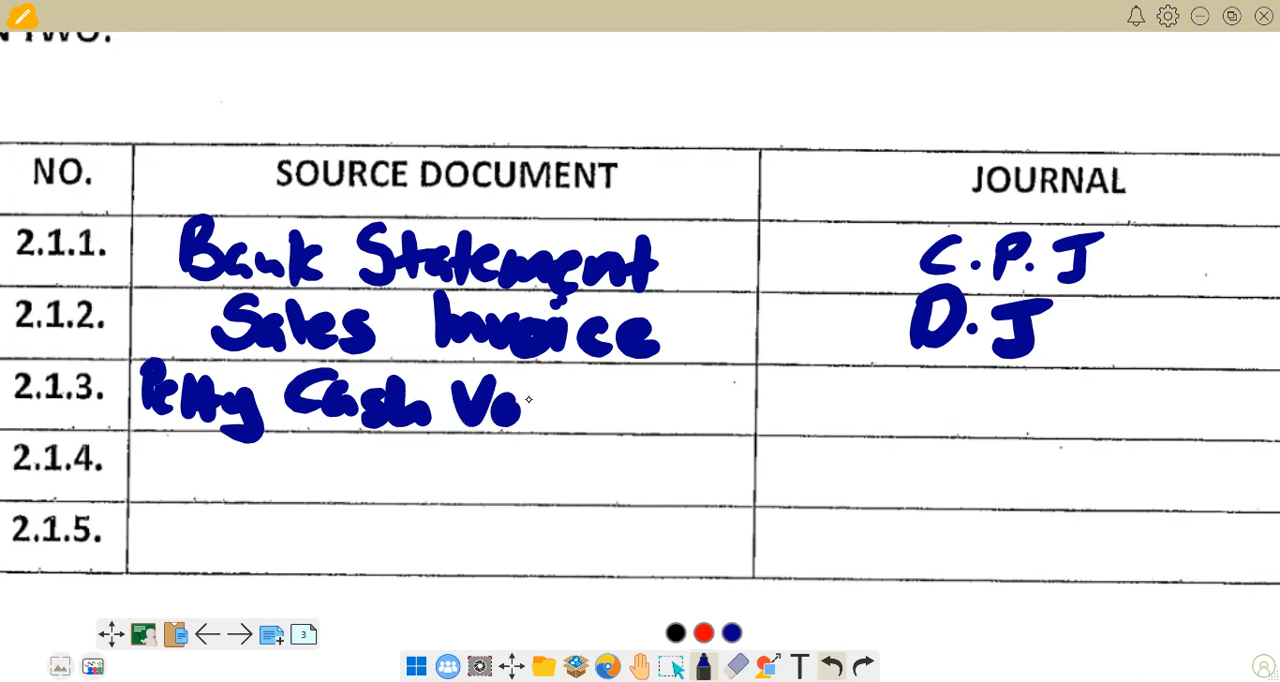 NO. SOURCE DOCUMENT JOURNAL
2.1.1. Bank Statement C.P.J
2.1.2. Sales Invoice D.J
2.1.3. Petty Cash Vo
2.1.4.
2.1.5.
3
T